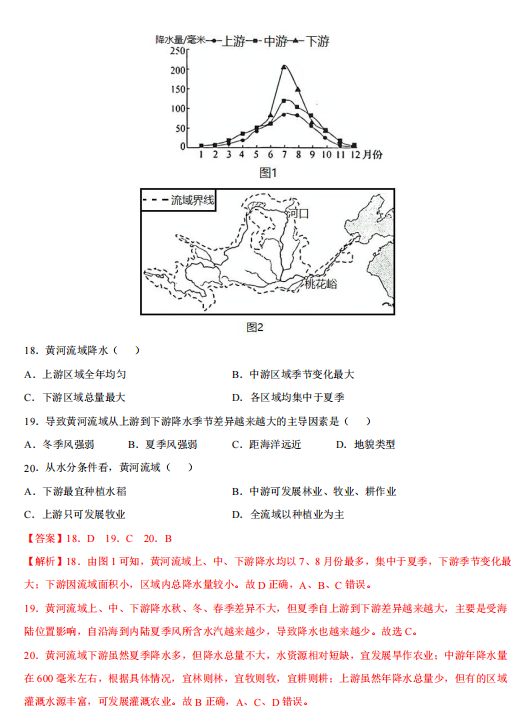 降水量/毫米 上游 中游 下游
250
200
150
100
50
0
1 2 3 4 5 6 7 8 9 10 11 12 月份
图1
流域界线
河口
桃花峪
图2
18．黄河流域降水（ ）
A．上游区域全年均匀 B．中游区域季节变化最大
C．下游区域总量最大 D．各区域均集中于夏季
19．导致黄河流域从上游到下游降水季节差异越来越大的主导因素是（ ）
A．冬季风强弱 B．夏季风强弱 C．距海洋远近 D．地貌类型
20．从水分条件看，黄河流域（ ）
A．下游最宜种植水稻 B．中游可发展林业、牧业、耕作业
C．上游只可发展牧业 D．全流域以种植业为主
【答案】18．D 19．C 20．B
【解析】18．由图 1 可知，黄河流域上、中、下游降水均以 7、8 月份最多，集中于夏季，下游季节变化最
大；下游因流域面积小，区域内总降水量较小。故 D 正确，A、B、C 错误。
19．黄河流域上、中、下游降水秋、冬、春季差异不大，但夏季自上游到下游差异越来越大，主要是受海
陆位置影响，自沿海到内陆夏季风所含水汽越来越少，导致降水也越来越少。故选 C。
20．黄河流域下游虽然夏季降水多，但降水总量不大，水资源相对短缺，宜发展旱作农业；中游年降水量
在 600 毫米左右，根据具体情况，宜林则林，宜牧则牧，宜耕则耕；上游虽然年降水总量少，但有的区域
灌溉水源丰富，可发展灌溉农业。故 B 正确，A、C、D 错误。